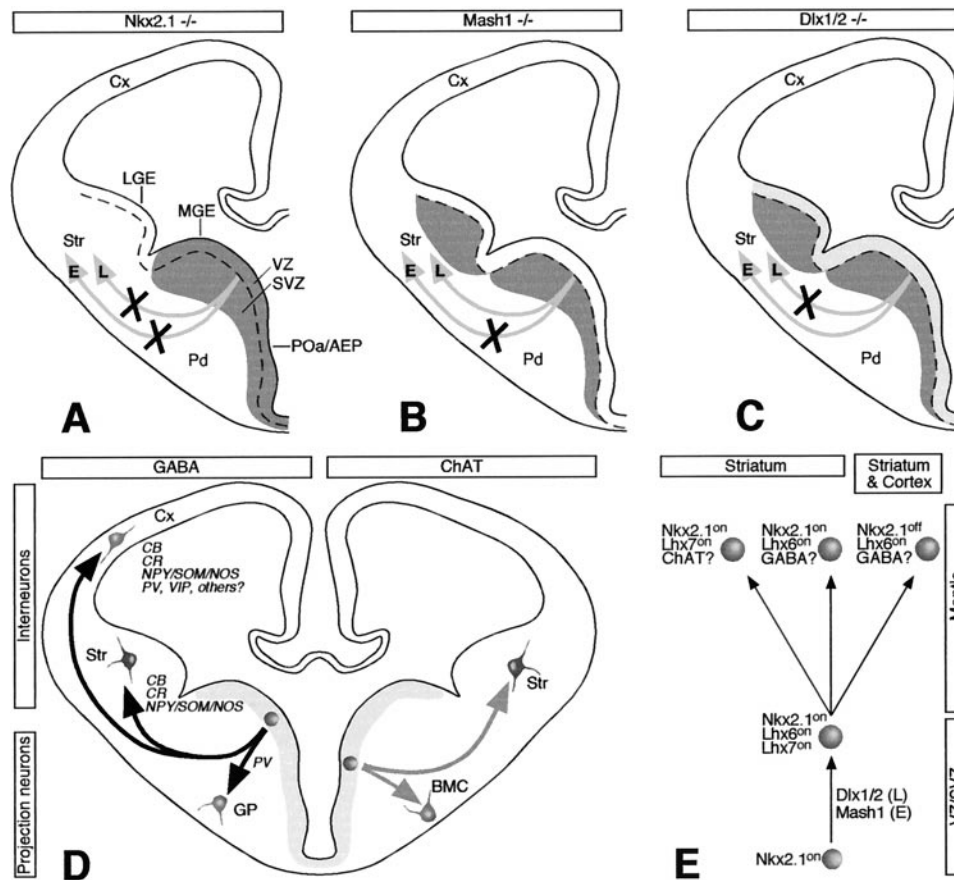 Nkx2.1 -/-
Mash1 -/-
Dlx1/2 -/-
Cx
LGE
MGE
Str
E
L
VZ
SVZ
POa/AEP
Pd
A
Str
E
L
Pd
B
Str
E
L
Pd
C
GABA
ChAT
Interneurons
Projection neurons
Cx
CB
CR
NPY/SOM/NOS
PV, VIP, others?
Str
CB
CR
NPY/SOM/NOS
PV
GP
Str
BMC
D
Striatum
Striatum
& Cortex
Nkx2.1on
Lhx7on
ChAT?
Nkx2.1on
Lhx6on
GABA?
Nkx2.1off
Lhx6on
GABA?
Nkx2.1on
Lhx6on
Lhx7on
Dlx1/2 (L)
Mash1 (E)
Nkx2.1on
E